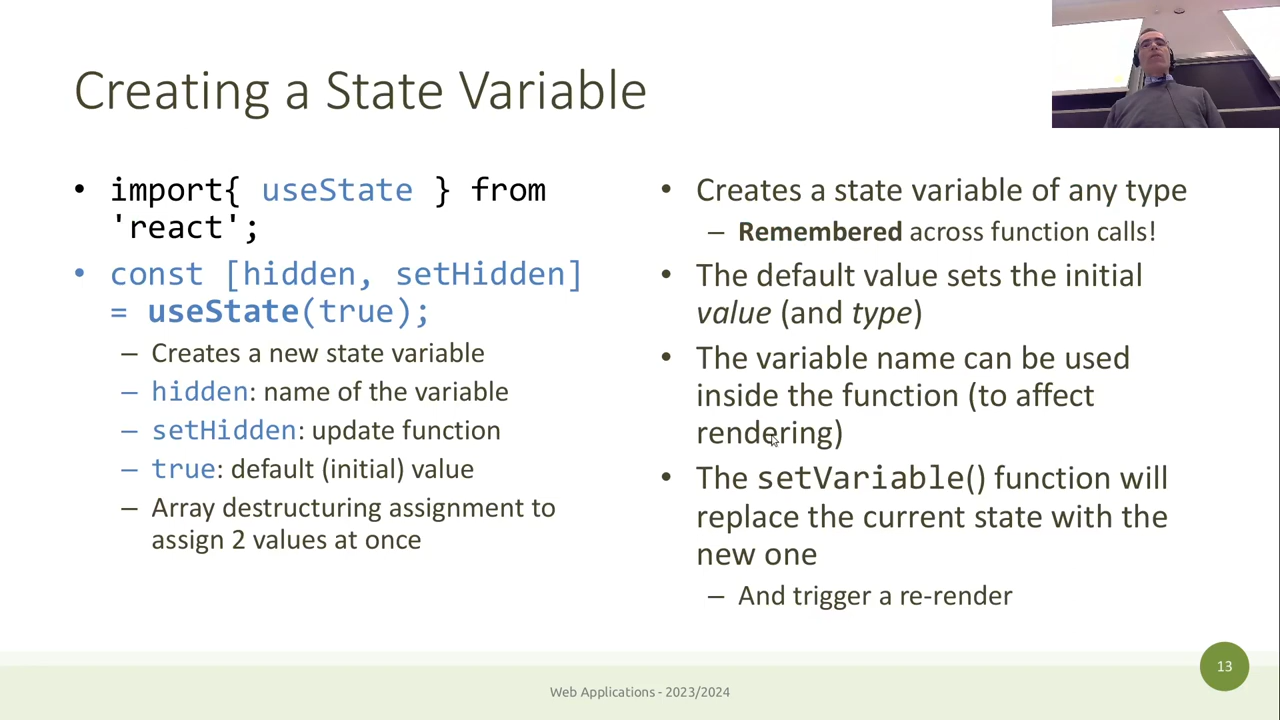 Creating a State Variable
• import{ useState } from
'react';
• const [hidden, setHidden]
= useState(true);
– Creates a new state variable
– hidden: name of the variable
– setHidden: update function
– true: default (initial) value
– Array destructuring assignment to
assign 2 values at once
• Creates a state variable of any type
– Remembered across function calls!
• The default value sets the initial
value (and type)
• The variable name can be used
inside the function (to affect
rendering)
• The setVariable() function will
replace the current state with the
new one
– And trigger a re-render
Web Applications - 2023/2024
13